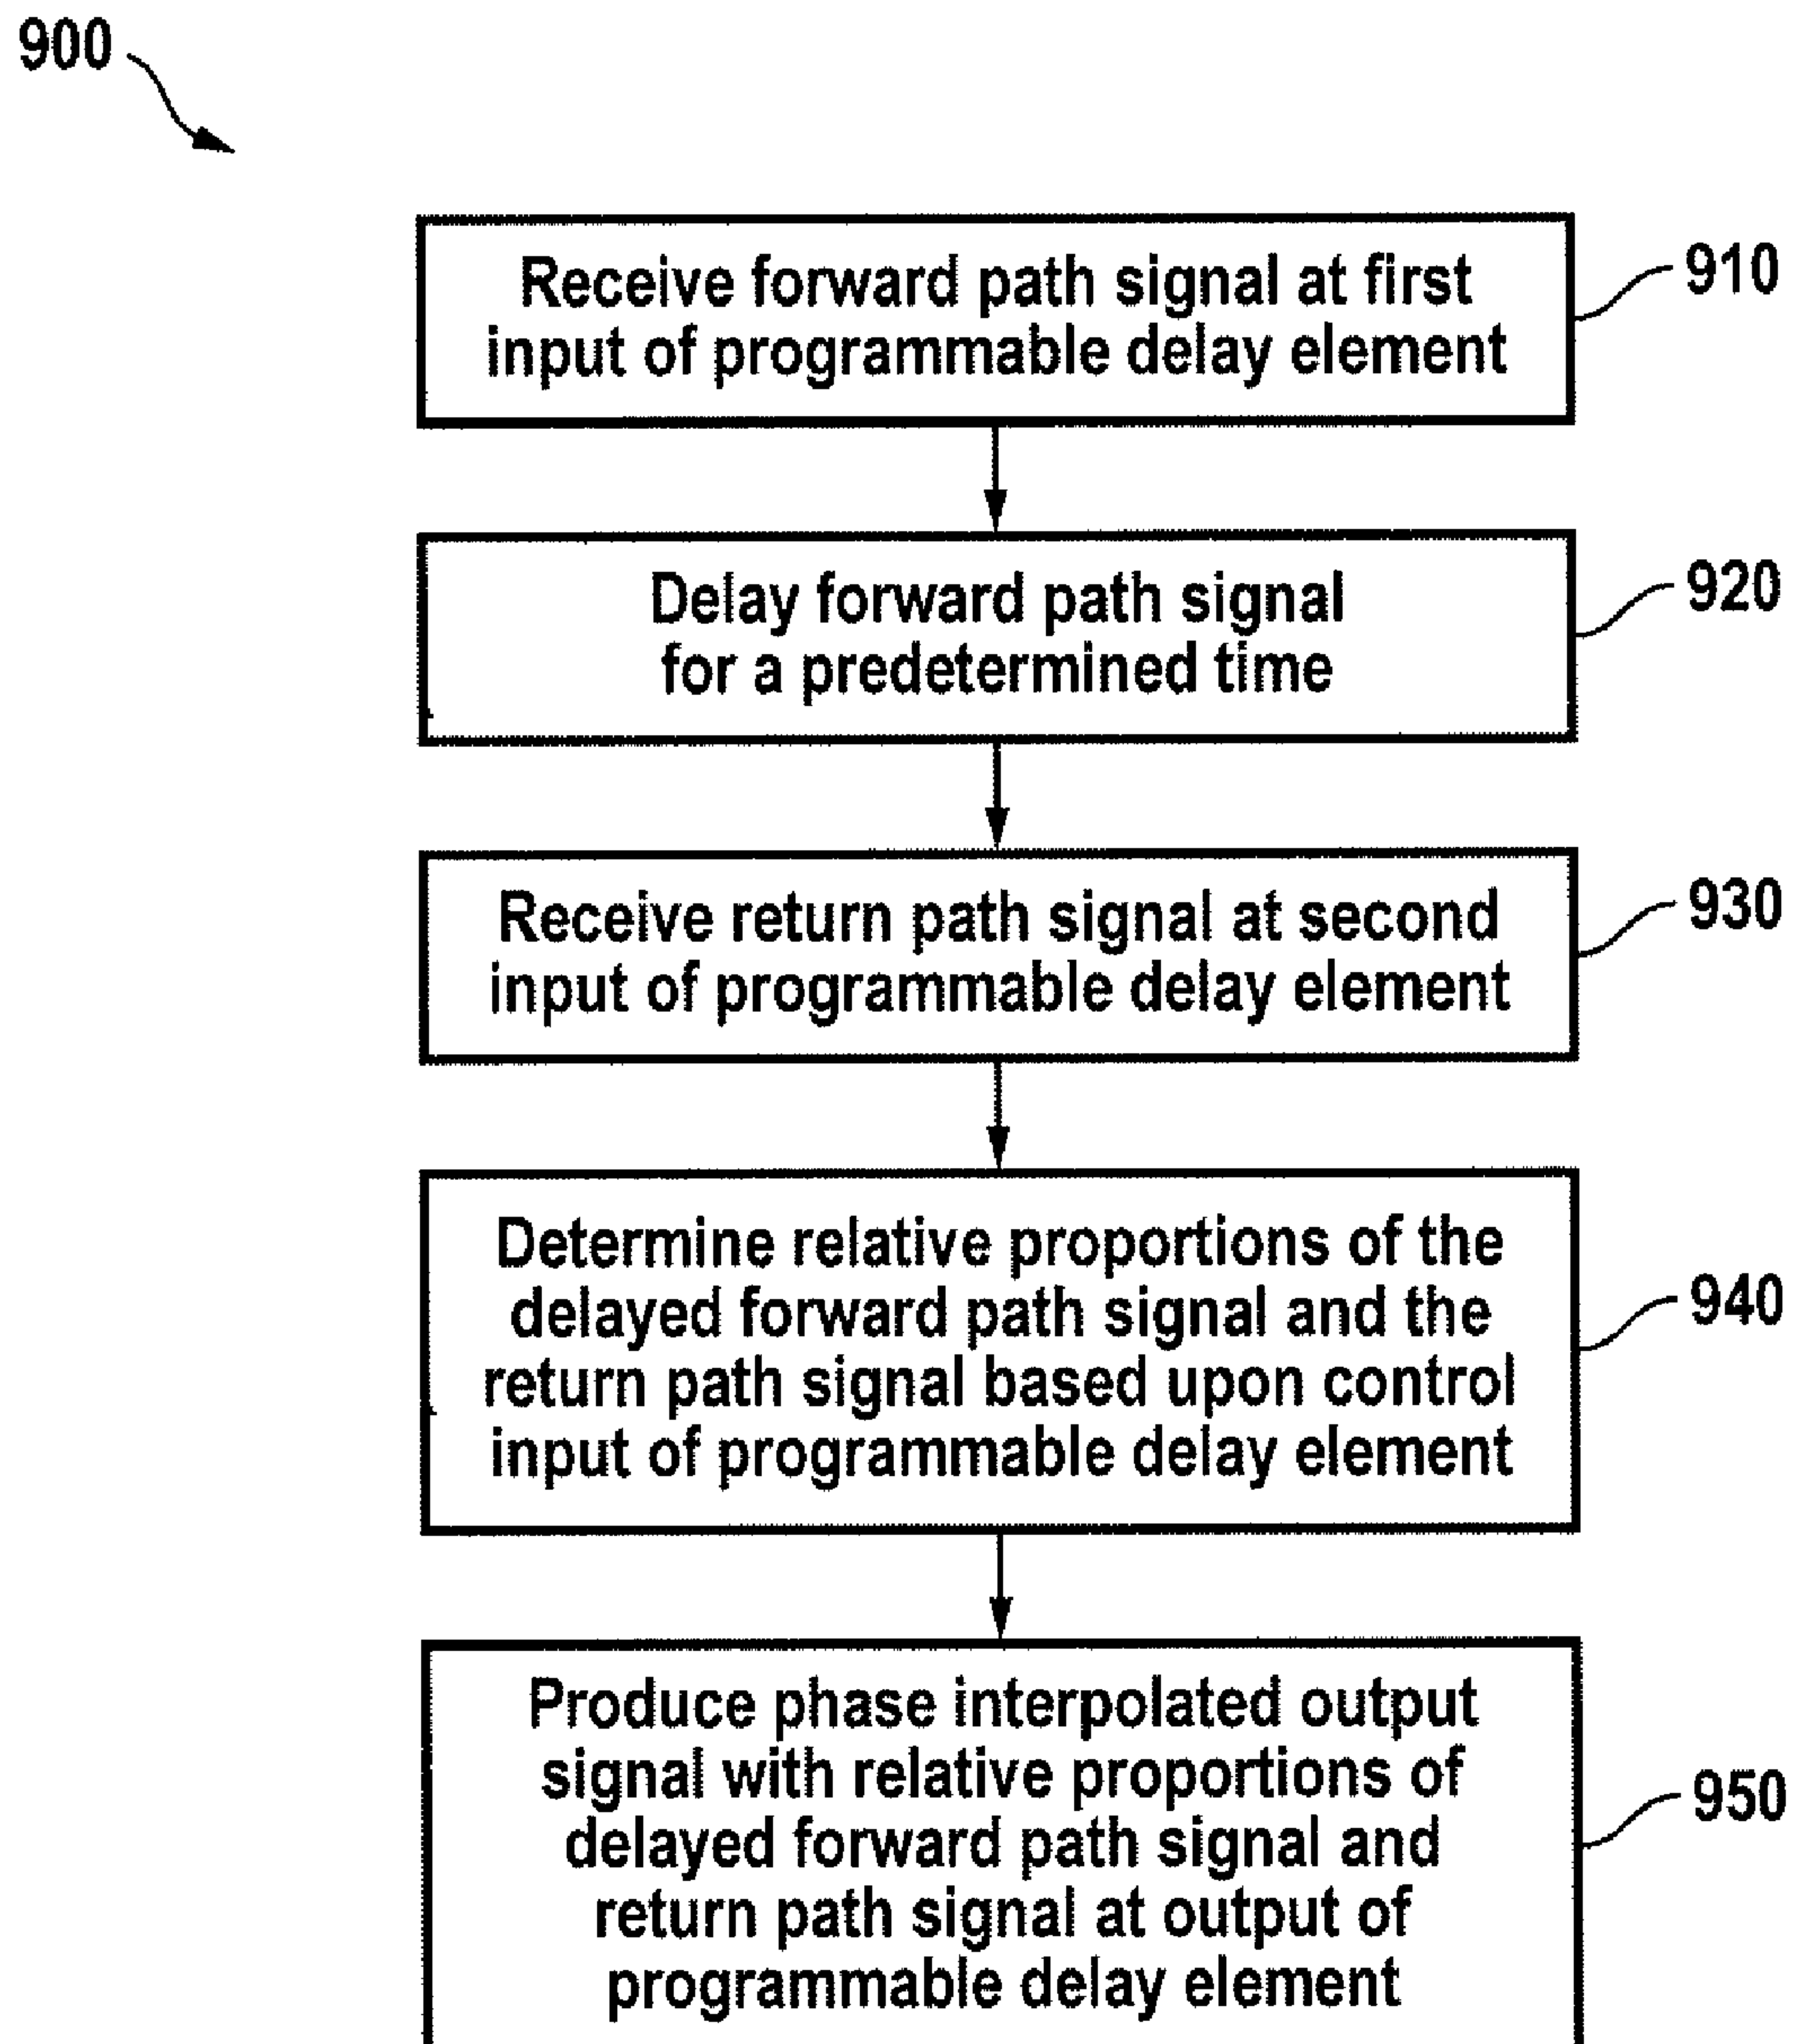 900
Receive forward path signal at first
input of programmable delay element
910
Delay forward path signal
for a predetermined time
920
Receive return path signal at second
input of programmable delay element
930
Determine relative proportions of the
delayed forward path signal and the
return path signal based upon control
input of programmable delay element
940
Produce phase interpolated output
signal with relative proportions of
delayed forward path signal and
return path signal at output of
programmable delay element
950